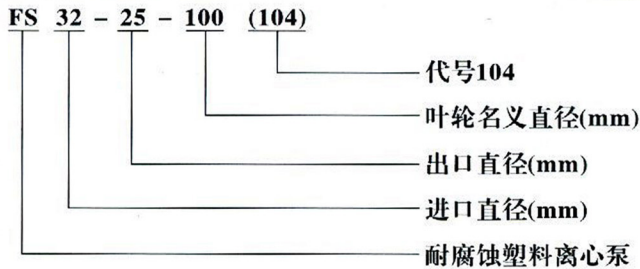 FS 32 - 25 - 100 (104)
代号104
叶轮名义直径(mm)
出口直径(mm)
进口直径(mm)
耐腐蚀塑料离心泵